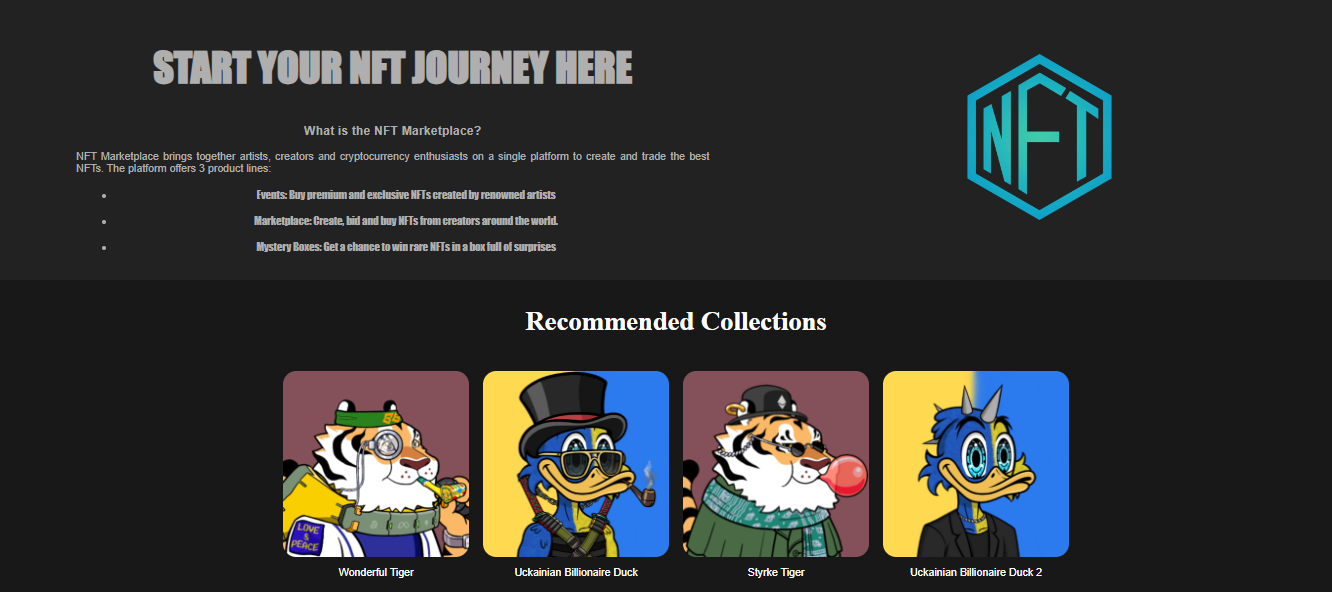 START YOUR NFT JOURNEY HERE
What is the NFT Marketplace?
NFT Marketplace brings together artists, creators and cryptocurrency enthusiasts on a single platform to create and trade the best
NFTs. The platform offers 3 product lines:
Events: Buy premium and exclusive NFTs created by renowned artists
Marketplace: Create, bid and buy NFTs from creators around the world.
Mystery Boxes: Get a chance to win rare NFTs in a box full of surprises
NFT
Recommended Collections
LOVE
&
PEACE
Wonderful Tiger
Uckainian Billionaire Duck
Styrke Tiger
Uckainian Billionaire Duck 2